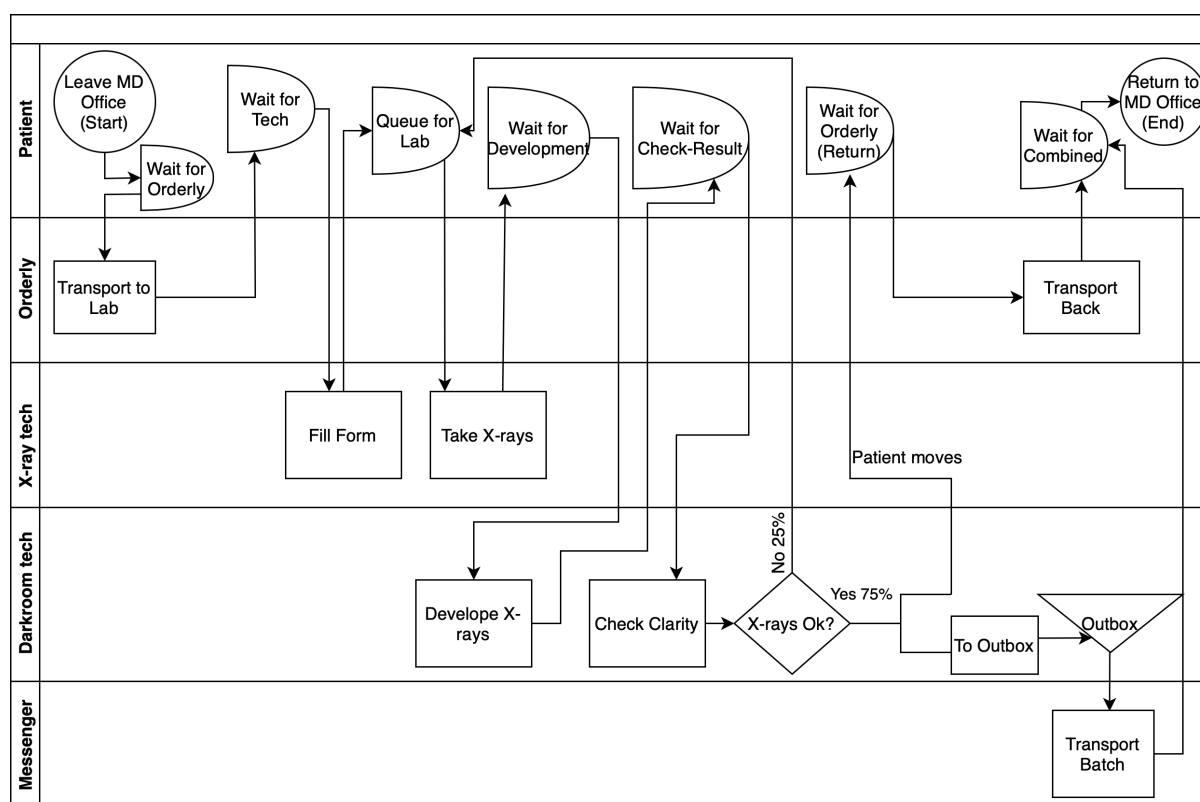 Patient
Leave MD
Office
(Start)
Wait for
Orderly
Wait for
Tech
Queue for
Lab
Wait for
Development
Wait for
Check-Result
Wait for
Orderly
(Return)
Wait for
Combined
Return to
MD Office
(End)
Orderly
Transport to
Lab
Transport
Back
X-ray tech
Fill Form
Take X-rays
Patient moves
Darkroom tech
Develope X-
rays
Check Clarity
X-rays Ok?
No 25%
Yes 75%
To Outbox
Outbox
Messenger
Transport
Batch